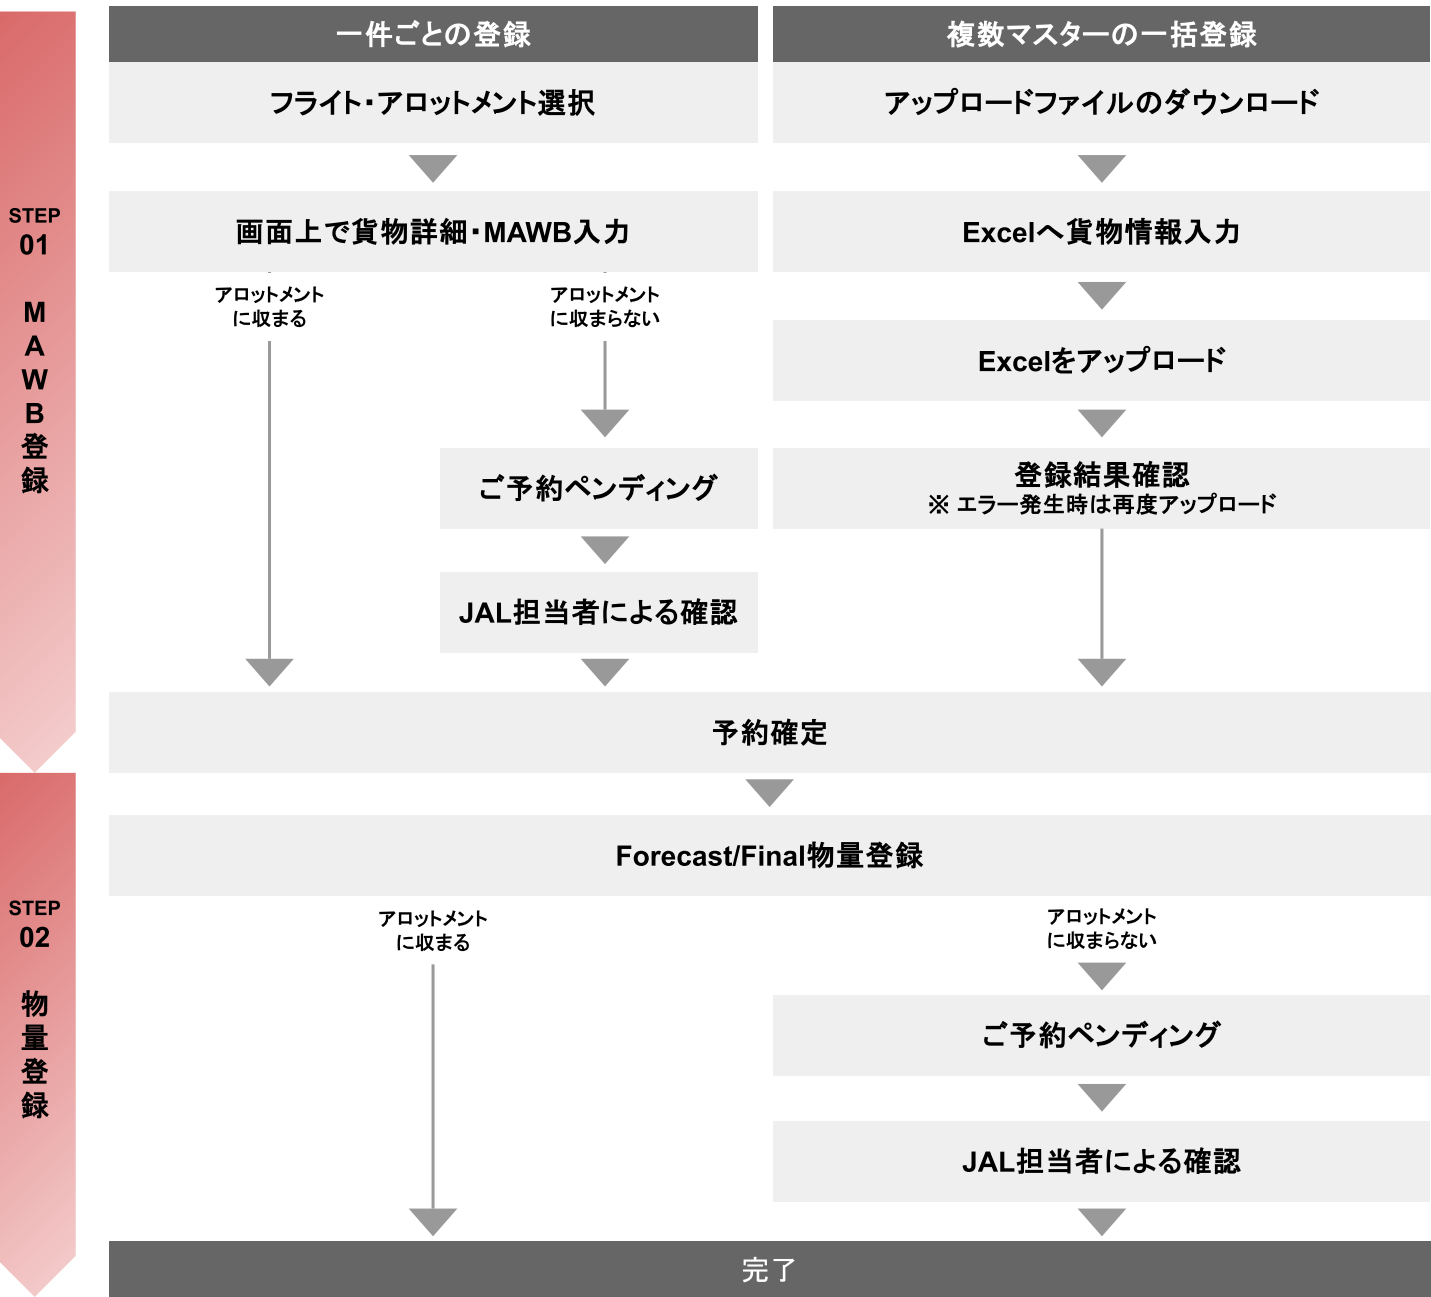 STEP
01
M
A
W
B
登
録
一件ごとの登録
フライト・アロットメント選択
画面上で貨物詳細・MAWB入力
アロットメント
に収まる
アロットメント
に収まらない
ご予約ペンディング
JAL担当者による確認
複数マスターの一括登録
アップロードファイルのダウンロード
Excelへ貨物情報入力
Excelをアップロード
登録結果確認
※ エラー発生時は再度アップロード
予約確定
STEP
02
物
量
登
録
Forecast/Final物量登録
アロットメント
に収まる
アロットメント
に収まらない
ご予約ペンディング
JAL担当者による確認
完了